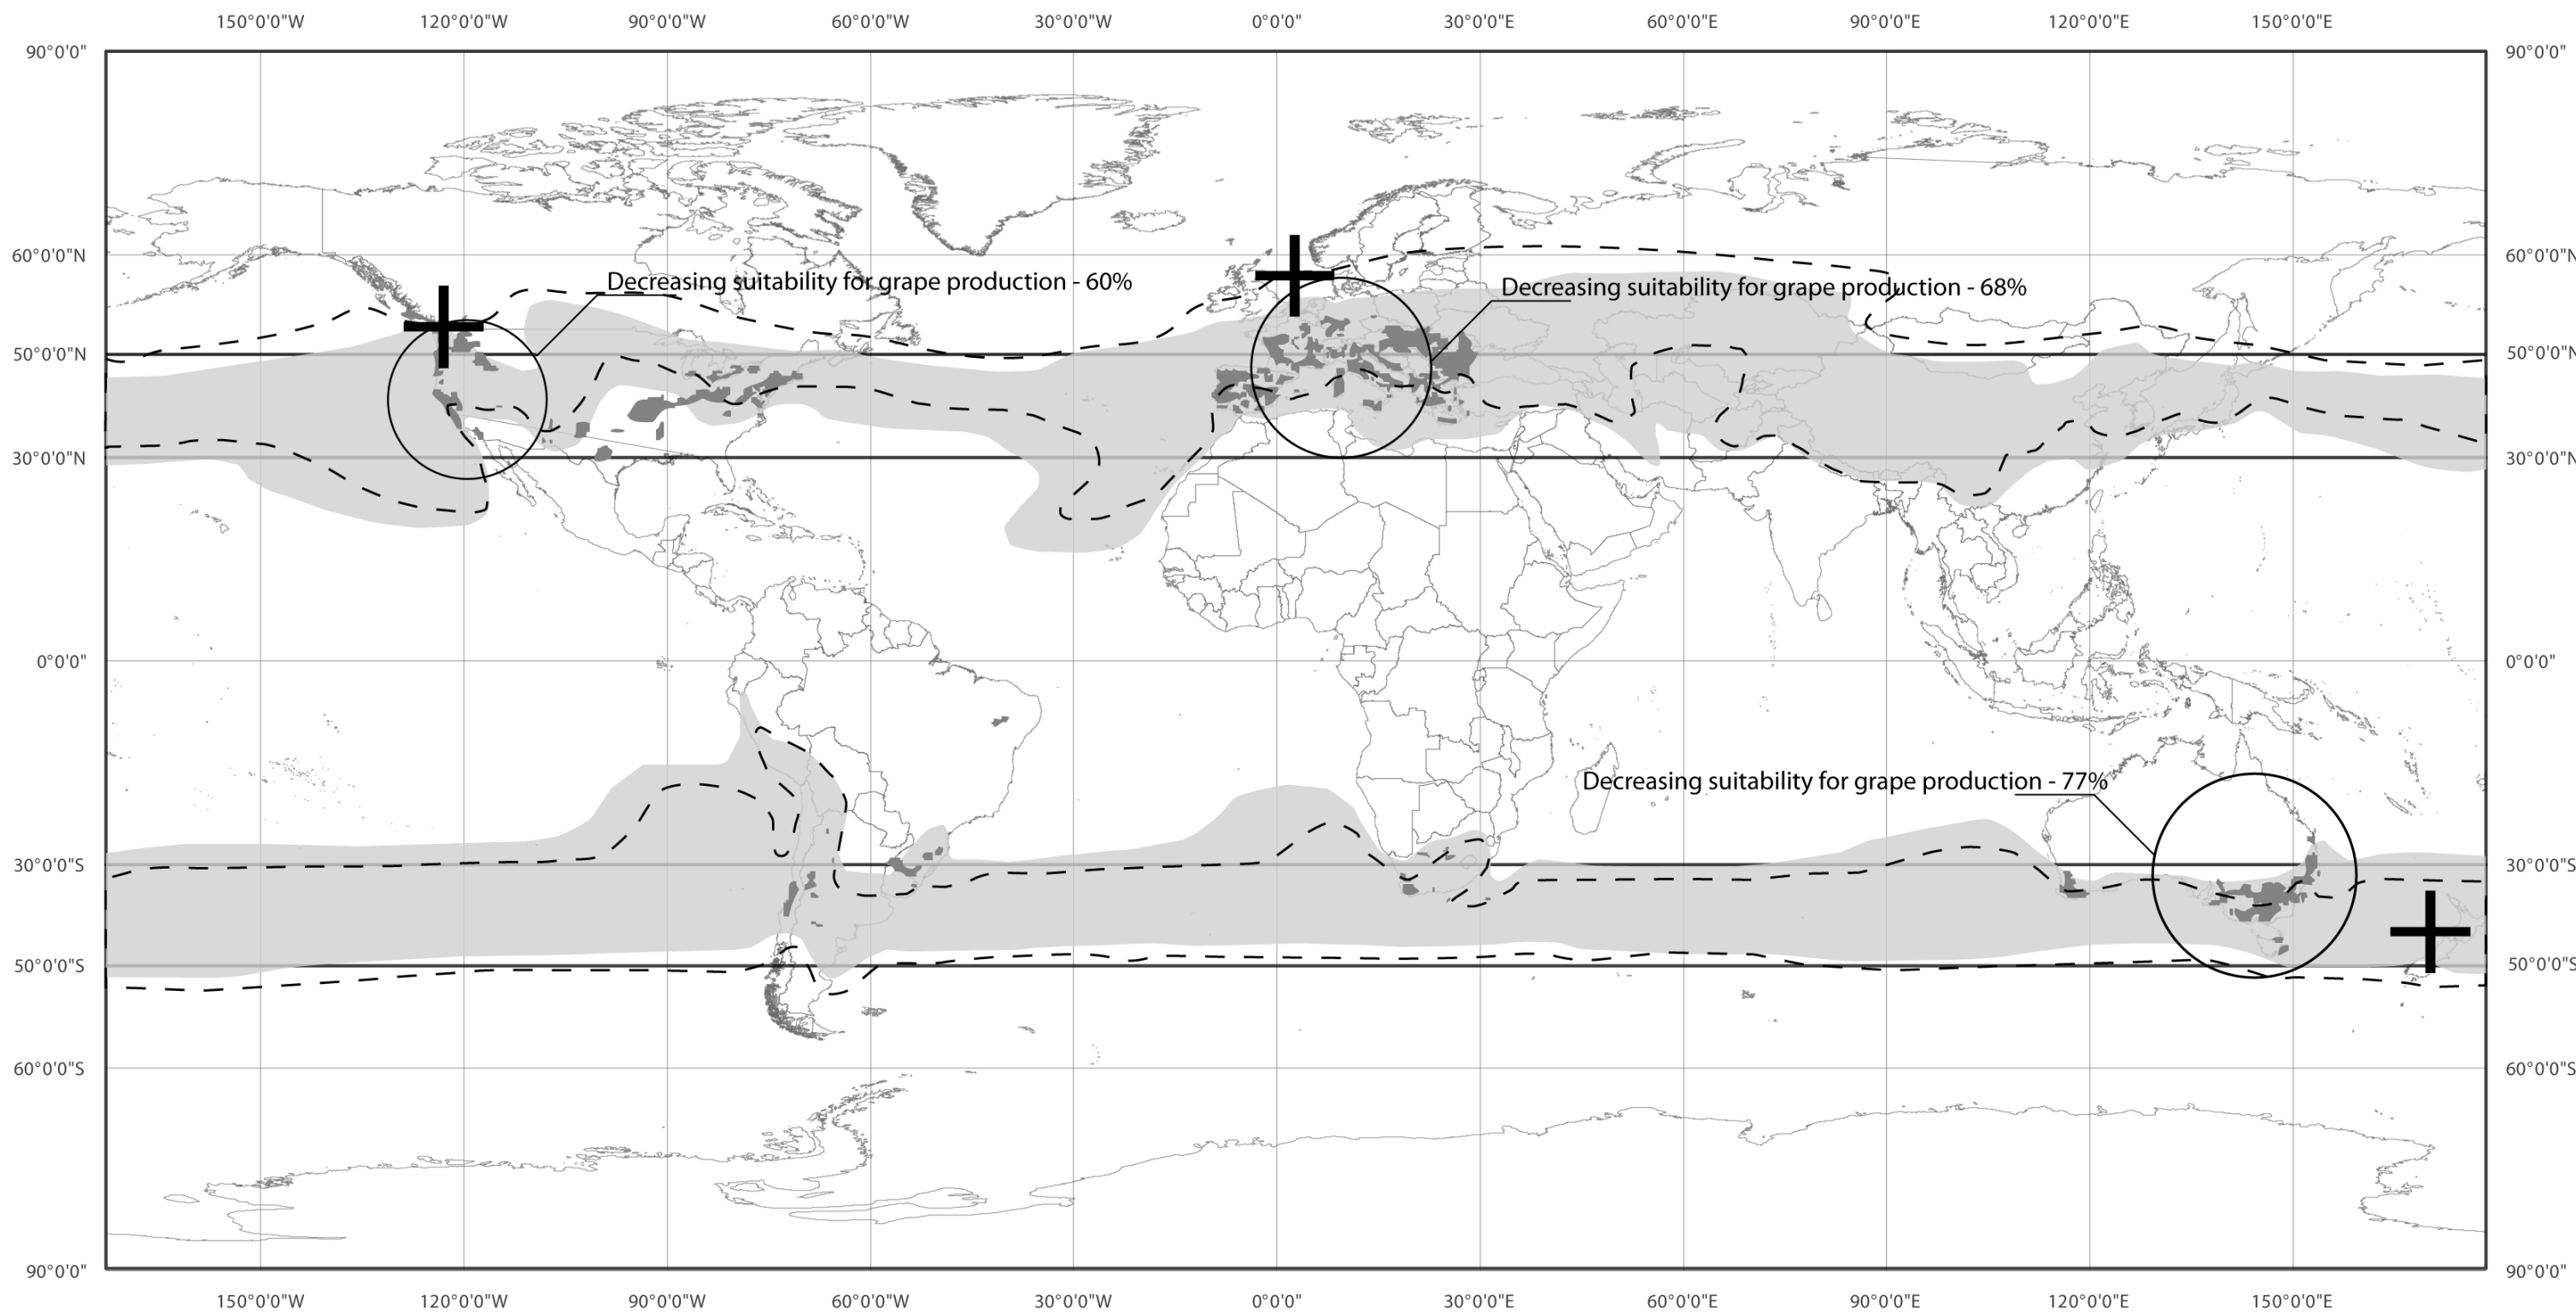 150°0'0"W 120°0'0"W 90°0'0"W 60°0'0"W 30°0'0"W 0°0'0" 30°0'0"E 60°0'0"E 90°0'0"E 120°0'0"E 150°0'0"E
90°0'0" 90°0'0"
60°0'0"N 60°0'0"N
Decreasing suitability for grape production - 60%
Decreasing suitability for grape production - 68%
50°0'0"N 50°0'0"N
30°0'0"N 30°0'0"N
0°0'0" 0°0'0"
Decreasing suitability for grape production - 77%
30°0'0"S 30°0'0"S
50°0'0"S 50°0'0"S
60°0'0"S 60°0'0"S
90°0'0" 90°0'0"
150°0'0"W 120°0'0"W 90°0'0"W 60°0'0"W 30°0'0"W 0°0'0" 30°0'0"E 60°0'0"E 90°0'0"E 120°0'0"E 150°0'0"E